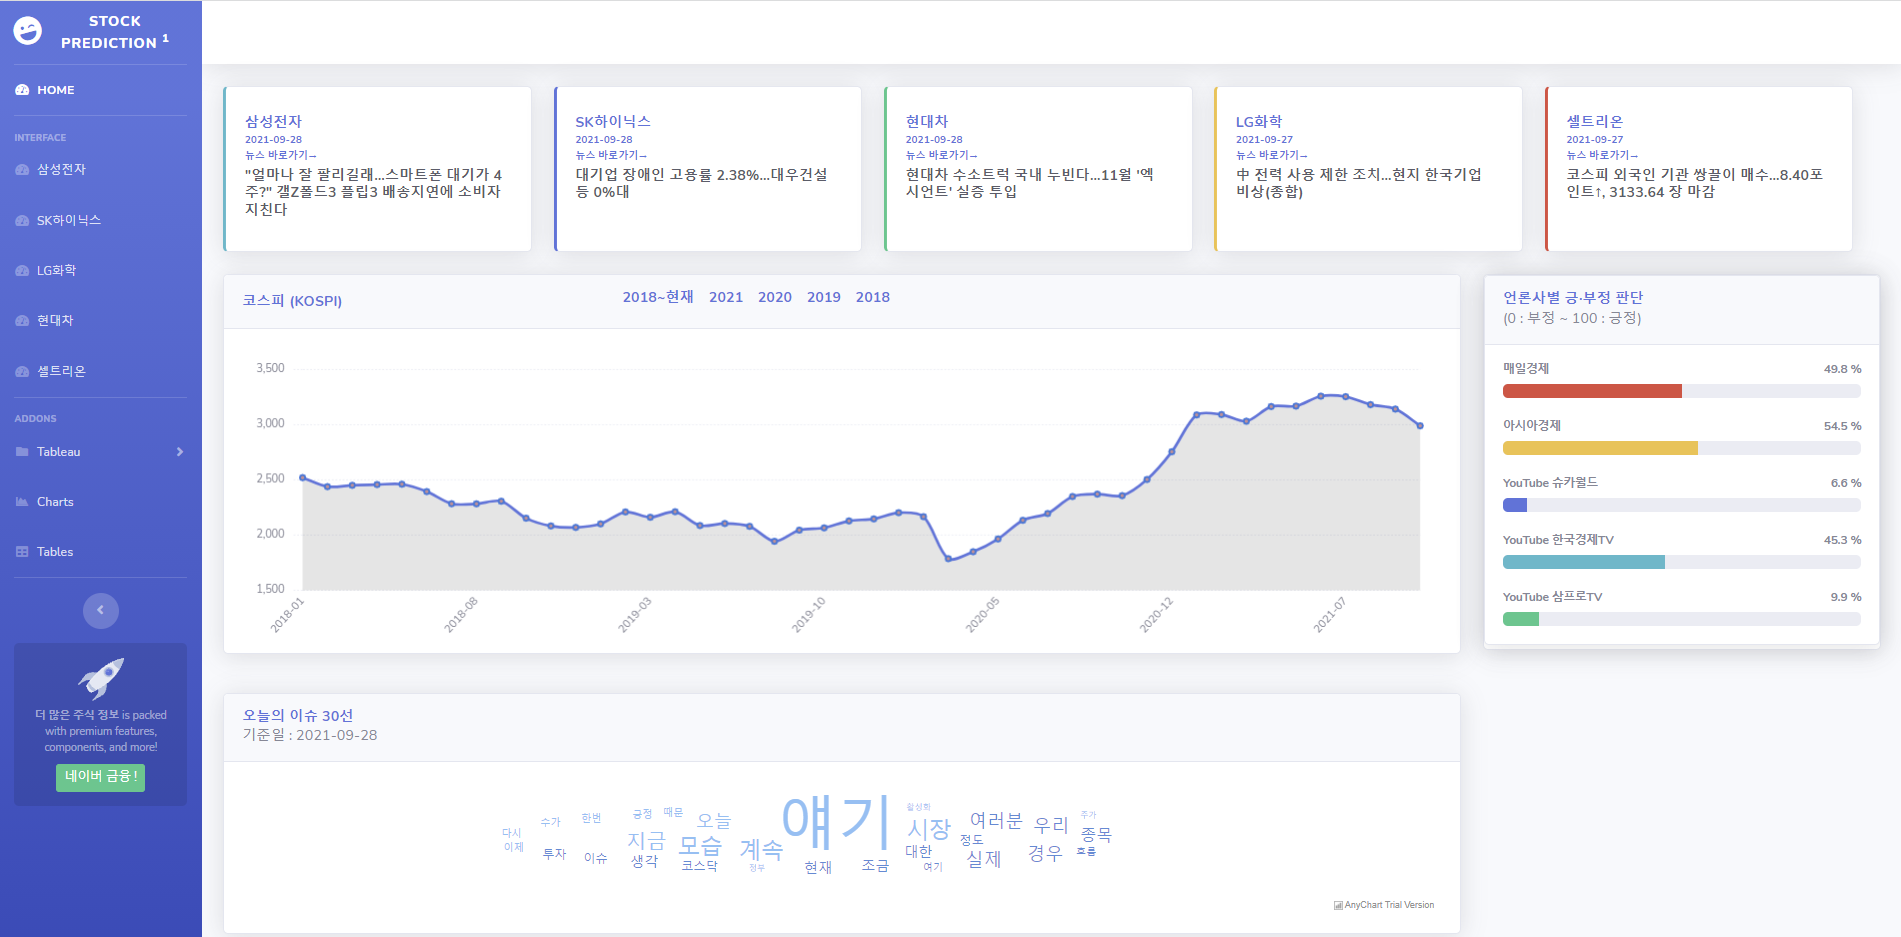 STOCK
PREDICTION 1
HOME
INTERFACE
삼성전자
SK하이닉스
LG화학
현대차
셀트리온
ADDONS
Tableau
Charts
Tables
더 많은 주식 정보 is packed
with premium features,
components, and more!
네이버 금융 !
삼성전자
2021-09-28
뉴스 바로가기→
"얼마나 잘 팔리길래...스마트폰 대기가 4
주?" 갤Z폴드3 플립3 배송지연에 소비자
지친다
SK하이닉스
2021-09-28
뉴스 바로가기→
대기업 장애인 고용률 2.38%...대우건설
등 0%대
현대차
2021-09-28
뉴스 바로가기→
현대차 수소트럭 국내 누빈다...11월 '엑
시언트' 실증 투입
LG화학
2021-09-27
뉴스 바로가기→
中 전력 사용 제한 조치...현지 한국기업
비상(종합)
셀트리온
2021-09-27
뉴스 바로가기→
코스피 외국인 기관 쌍끌이 매수...8.40포
인트↑, 3133.64 장 마감
코스피 (KOSPI)
2018~현재 2021 2020 2019 2018
3,500
3,000
2,500
2,000
1,500
2018-01 2018-08 2019-03 2019-10 2020-05 2020-12 2021-07
언론사별 긍·부정 판단
(0 : 부정 ~ 100 : 긍정)
매일경제 49.8 %
아시아경제 54.5 %
YouTube 슈카월드 6.6 %
YouTube 한국경제TV 45.3 %
YouTube 삼프로TV 9.9 %
오늘의 이슈 30선
기준일 : 2021-09-28
다시
이제
수가
투자
한번
이슈
긍정
지금
생각
때문
모습
코스닥
오늘
계속
정부
얘기
현재
조금
활성화
시장
대한
여기
여러분
정도
실제
우리
경우
주가
종목
흐름
AnyChart Trial Version